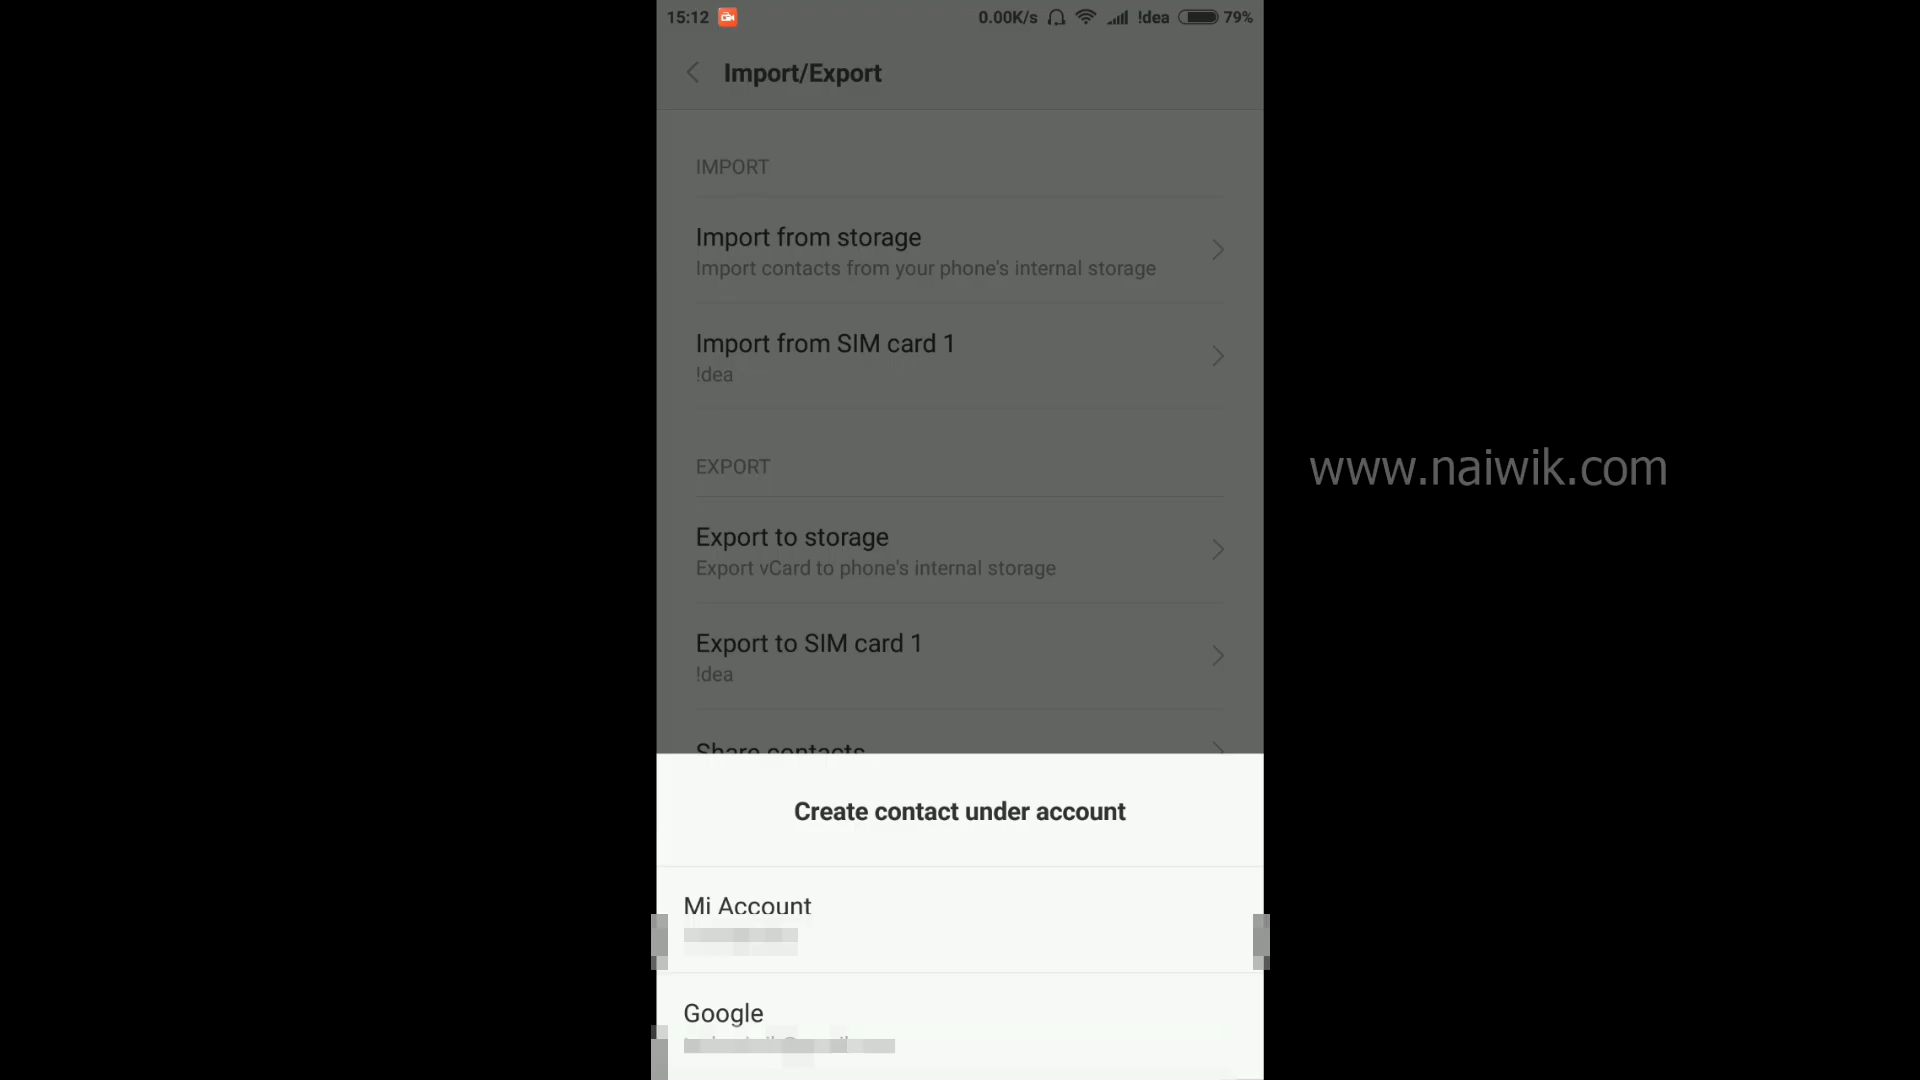 15:12 0.00K/s !dea 79%
Import/Export
IMPORT
Import from storage
Import contacts from your phone's internal storage
Import from SIM card 1
!dea
EXPORT
Export to storage
Export vCard to phone's internal storage
Export to SIM card 1
!dea
Share contacts
Create contact under account
Mi Account
Google
www.naiwik.com